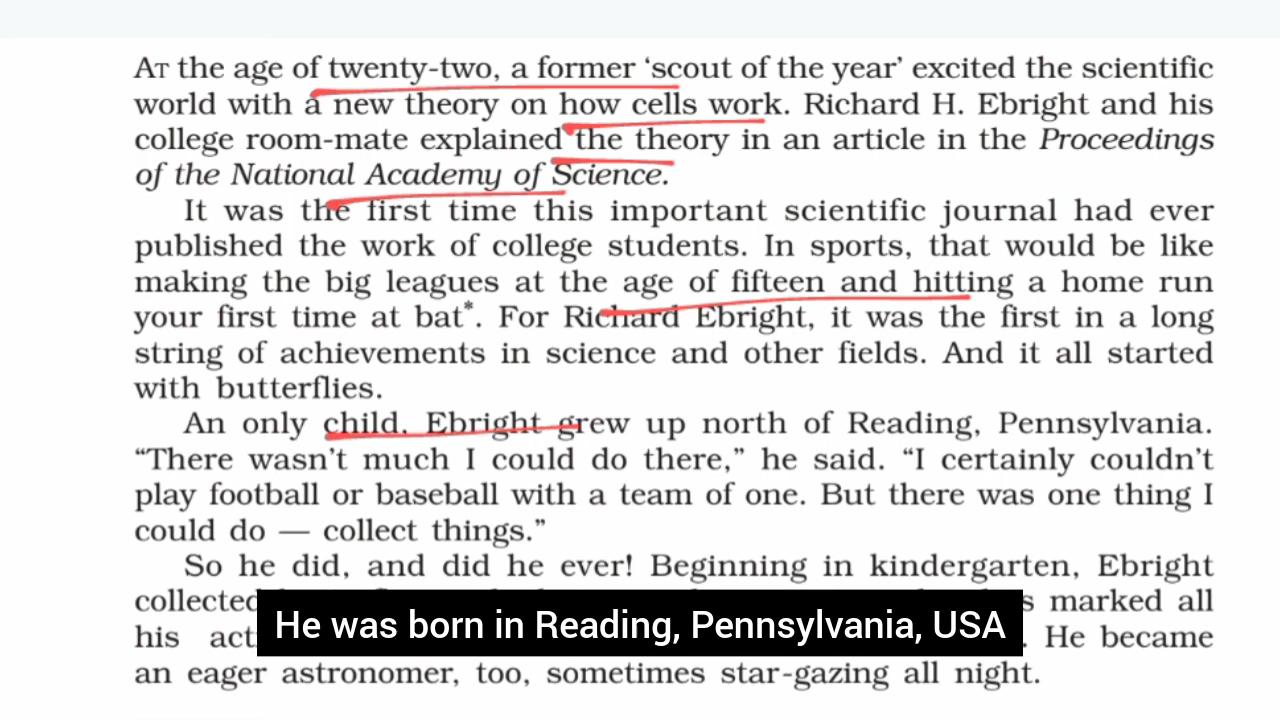 AT the age of twenty-two, a former ‘scout of the year’ excited the scientific
world with a new theory on how cells work. Richard H. Ebright and his
college room-mate explained the theory in an article in the Proceedings
of the National Academy of Science.
It was the first time this important scientific journal had ever
published the work of college students. In sports, that would be like
making the big leagues at the age of fifteen and hitting a home run
your first time at bat*. For Richard Ebright, it was the first in a long
string of achievements in science and other fields. And it all started
with butterflies.
An only child, Ebright grew up north of Reading, Pennsylvania.
“There wasn’t much I could do there,” he said. “I certainly couldn’t
play football or baseball with a team of one. But there was one thing I
could do — collect things.”
So he did, and did he ever! Beginning in kindergarten, Ebright
collected marked all
his He became
He was born in Reading, Pennsylvania, USA
an eager astronomer, too, sometimes star-gazing all night.